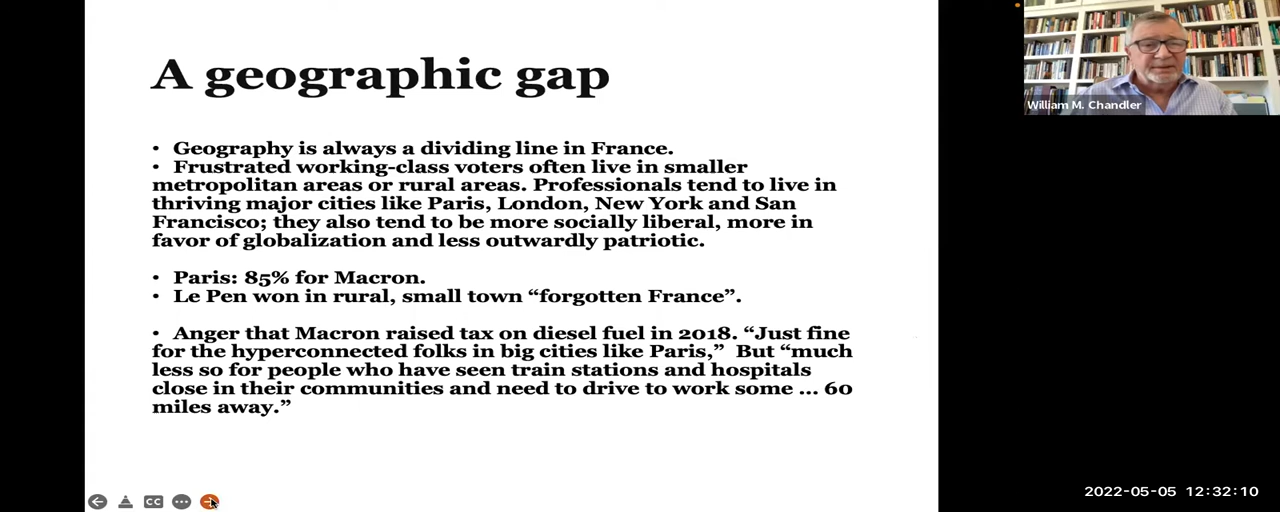 A geographic gap
• Geography is always a dividing line in France.
• Frustrated working-class voters often live in smaller
metropolitan areas or rural areas. Professionals tend to live in
thriving major cities like Paris, London, New York and San
Francisco; they also tend to be more socially liberal, more in
favor of globalization and less outwardly patriotic.
• Paris: 85% for Macron.
• Le Pen won in rural, small town “forgotten France”.
• Anger that Macron raised tax on diesel fuel in 2018. “Just fine
for the hyperconnected folks in big cities like Paris,” But “much
less so for people who have seen train stations and hospitals
close in their communities and need to drive to work some ... 60
miles away.”
William M. Chandler
CC
2022-05-05 12:32:10